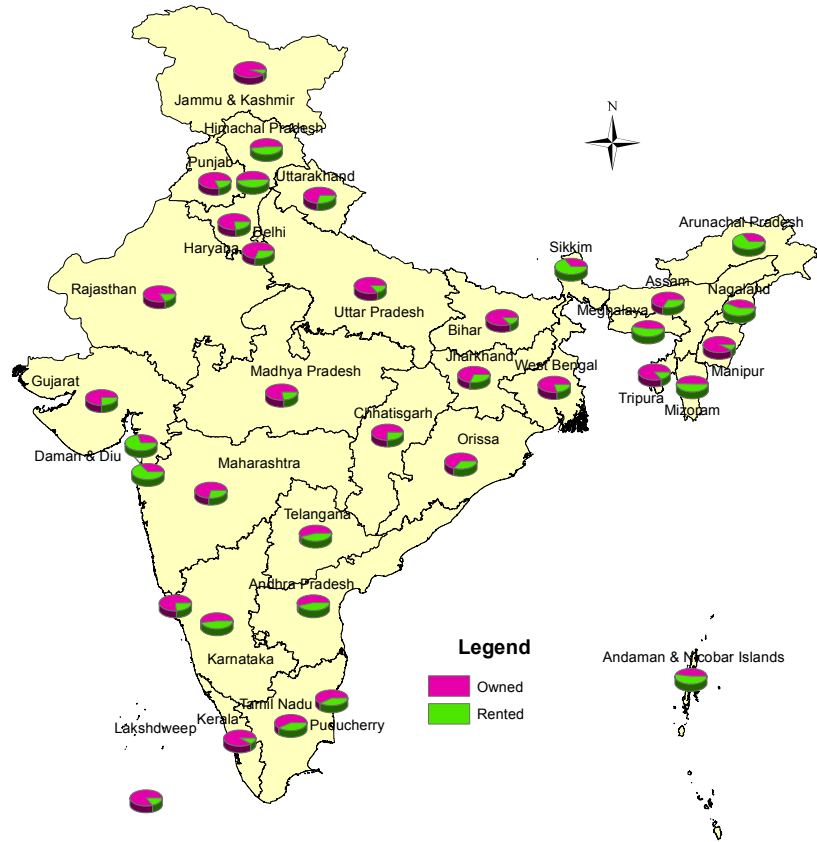 Jammu & Kashmir
N
Himachal Pradesh
Punjab
Uttarakhand
Arunachal Pradesh
Delhi
Sikkim
Haryaba
Assam
Rajasthan
Nagaland
Meghalaya
Uttar Pradesh
Bihar
Jharkhand
West Bengal
Manipur
Madhya Pradesh
Gujarat
Tripura
Mizoram
Chhatisgarh
Orissa
Daman & Diu
Maharashtra
Telangana
Andhra Pradesh
Legend
Karnataka
Andaman & Nicobar Islands
Owned
Tamil Nadu
Rented
Kerala
Puducherry
Lakshdweep